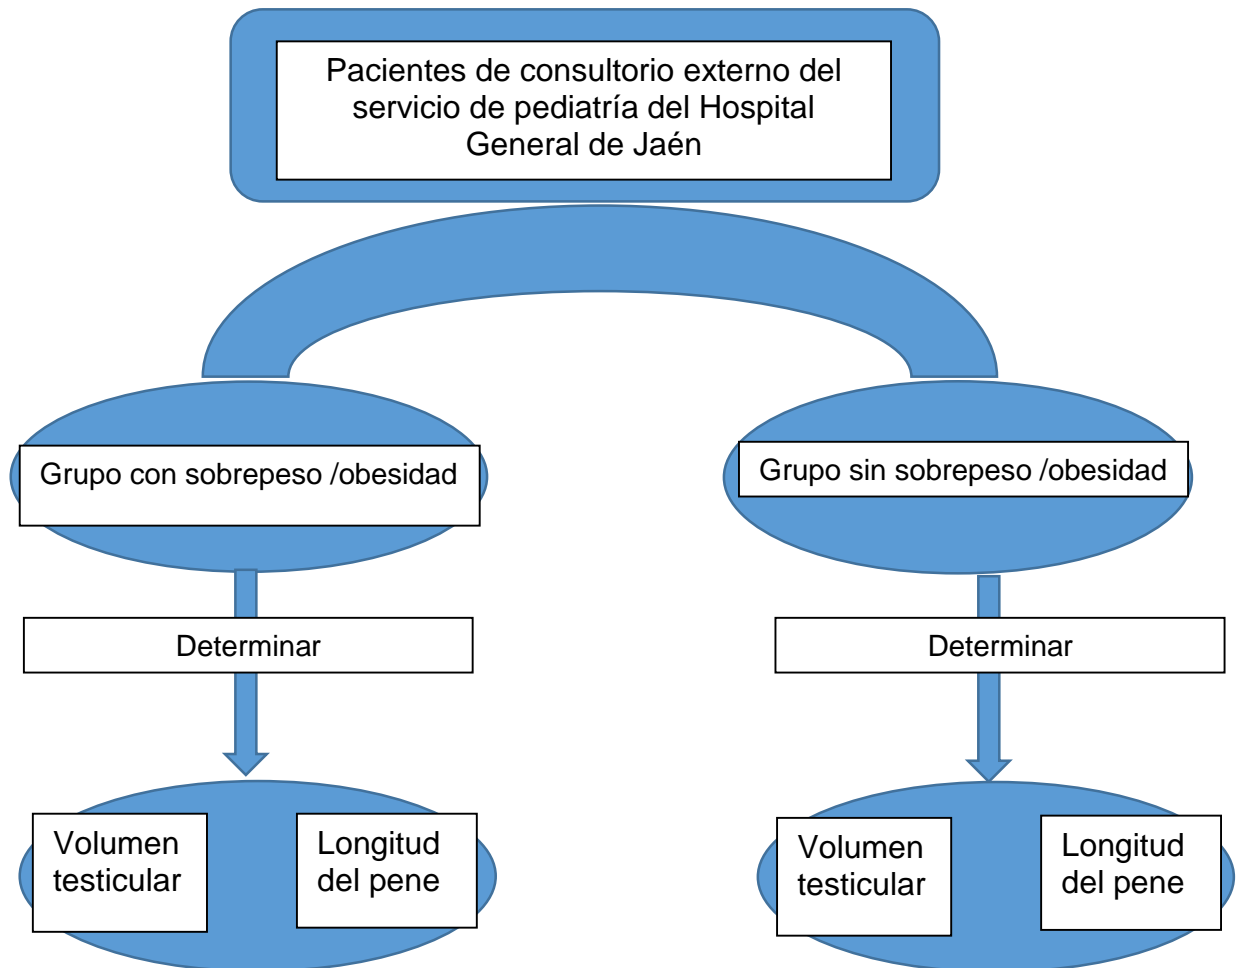 Pacientes de consultorio externo del
servicio de pediatría del Hospital
General de Jaén
Grupo con sobrepeso /obesidad
Grupo sin sobrepeso /obesidad
Determinar
Determinar
Volumen
testicular
Longitud
del pene
Volumen
testicular
Longitud
del pene